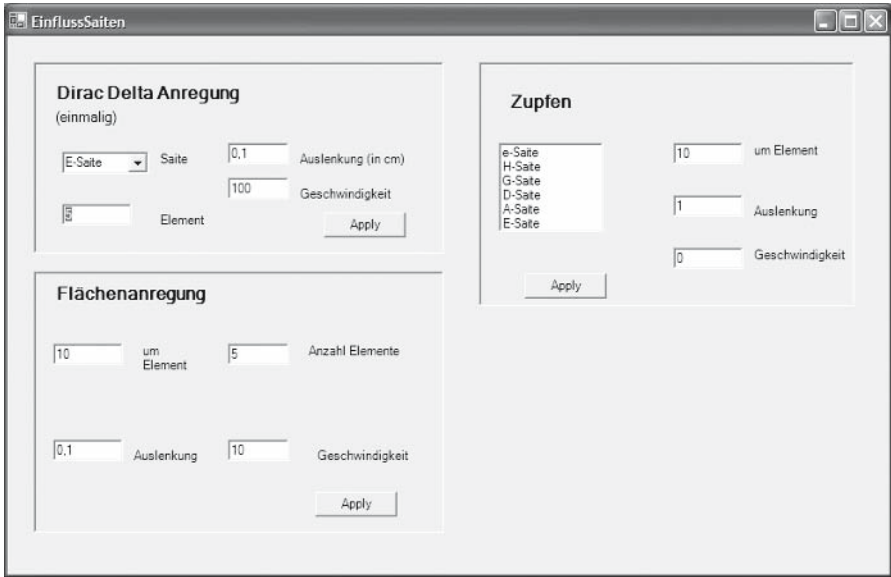 EinflussSaiten
Dirac Delta Anregung
(einmalig)
E-Saite
Saite
0,1
Auslenkung (in cm)
100
Geschwindigkeit
Element
Apply
Flächenanregung
10
um
Element
5
Anzahl Elemente
0,1
Auslenkung
10
Geschwindigkeit
Apply
Zupfen
e-Saite
H-Saite
G-Saite
D-Saite
A-Saite
E-Saite
10
um Element
1
Auslenkung
0
Geschwindigkeit
Apply